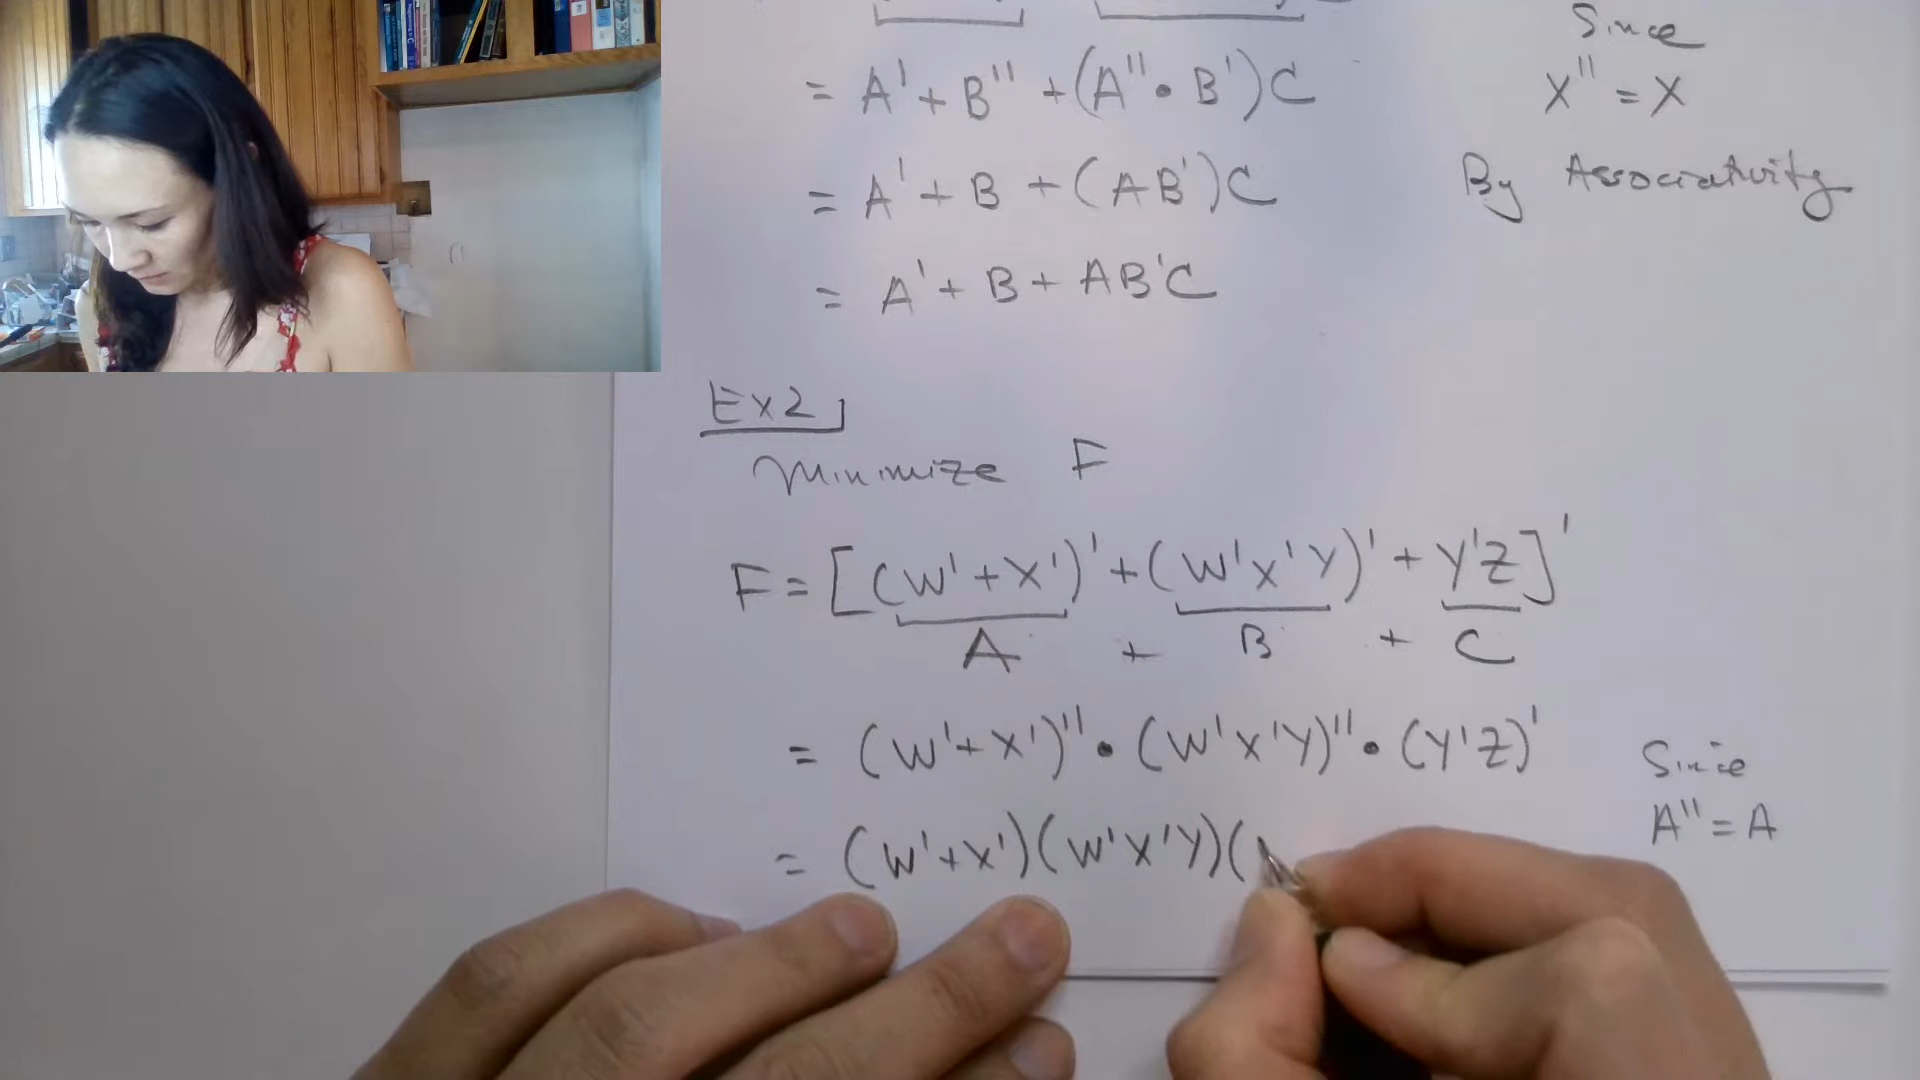 = A' + B'' + (A'' • B')C
Since
X'' = X
= A' + B + (AB')C
By Associativity
= A' + B + AB'C
Ex2
Minimize F
F = [(W' + X')' + (W'X'Y)' + Y'Z]'
A + B + C
= (W' + X')'' • (W'X'Y)'' • (Y'Z)'
Since
A'' = A
= (W' + X')(W'X'Y)(